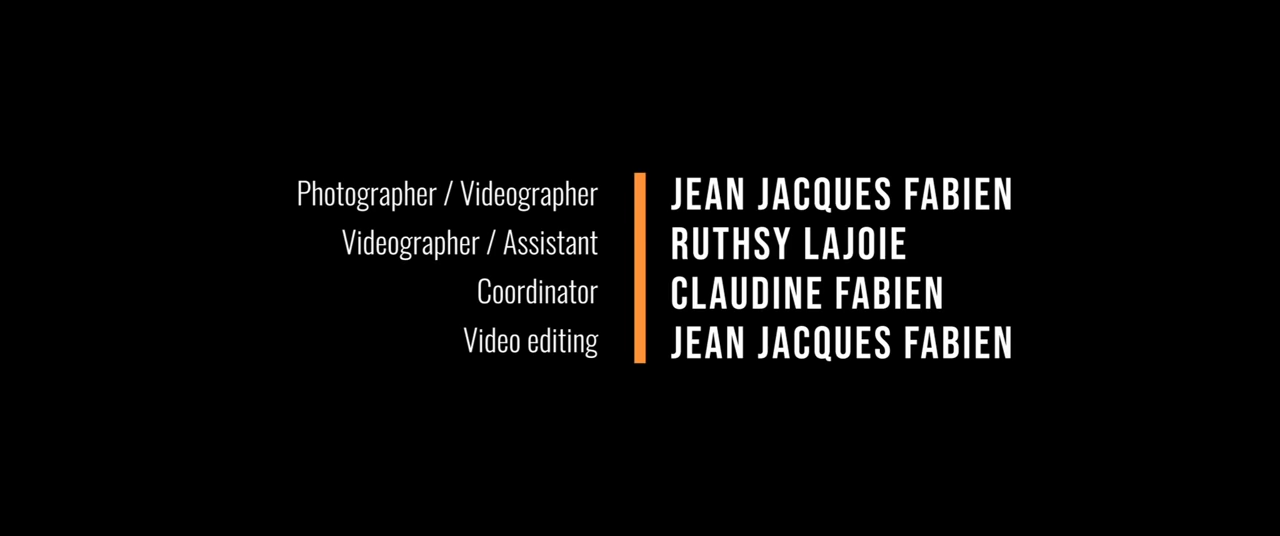 Photographer / Videographer JEAN JACQUES FABIEN
Videographer / Assistant RUTHSY LAJOIE
Coordinator CLAUDINE FABIEN
Video editing JEAN JACQUES FABIEN